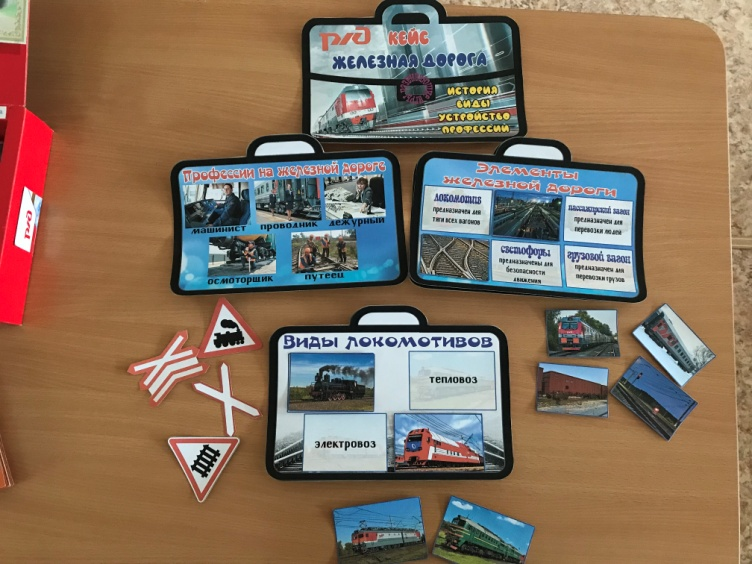 РЖД КЕЙС
ЖЕЛЕЗНАЯ ДОРОГА
ИСТОРИЯ
ВИДЫ
УСТРОЙСТВО
ПРОФЕССИИ
Профессии на железной дороге
машинист
проводник
дежурный
осмоторщик
путеец
Элементы
железной дороги
локомотив
предназначен для
тяги всех вагонов
пассажирский вагон
предназначен для
перевозки людей
светофоры
предназначены для
безопасности
движения
грузовой вагон
предназначен для
перевозки грузов
Виды локомотивов
тепловоз
электровоз
РЖД